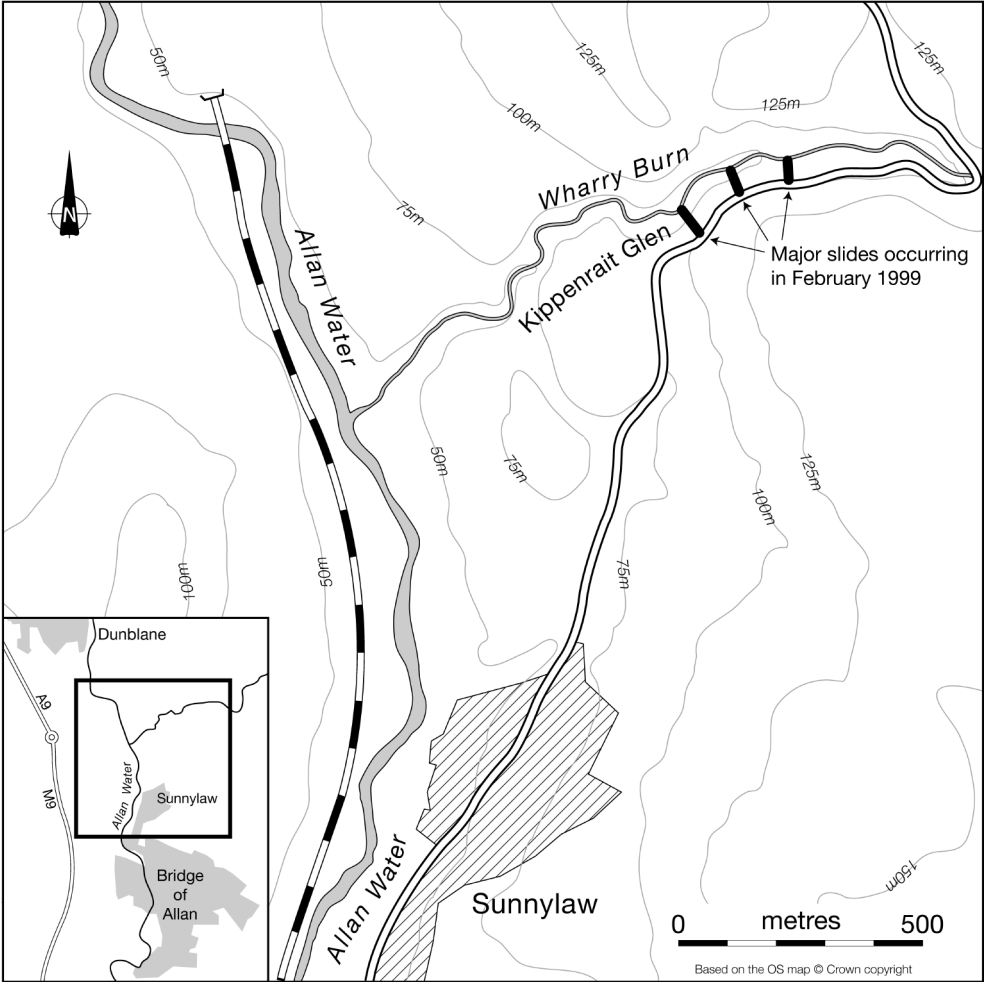 50m
125m
125m
125m
100m
Wharry Burn
75m
N
Allan Water
Kippenrait Glen
Major slides occurring
in February 1999
50m
75m
125m
100m
50m
75m
100m
Dunblane
A9
M9
Allan Water
Sunnylaw
Bridge
of
Allan
Allan Water
Sunnylaw
150m
0 metres 500
Based on the OS map © Crown copyright